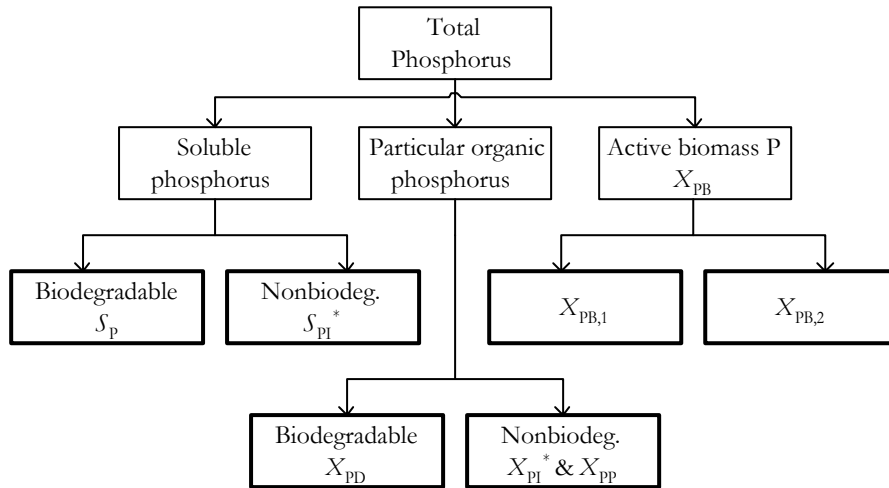 Total
Phosphorus
Soluble
phosphorus
Particular organic
phosphorus
Active biomass P
X_PB
Biodegradable
S_P
Nonbiodeg.
S_PI*
X_PB,1
X_PB,2
Biodegradable
X_PD
Nonbiodeg.
X_PI* & X_PP